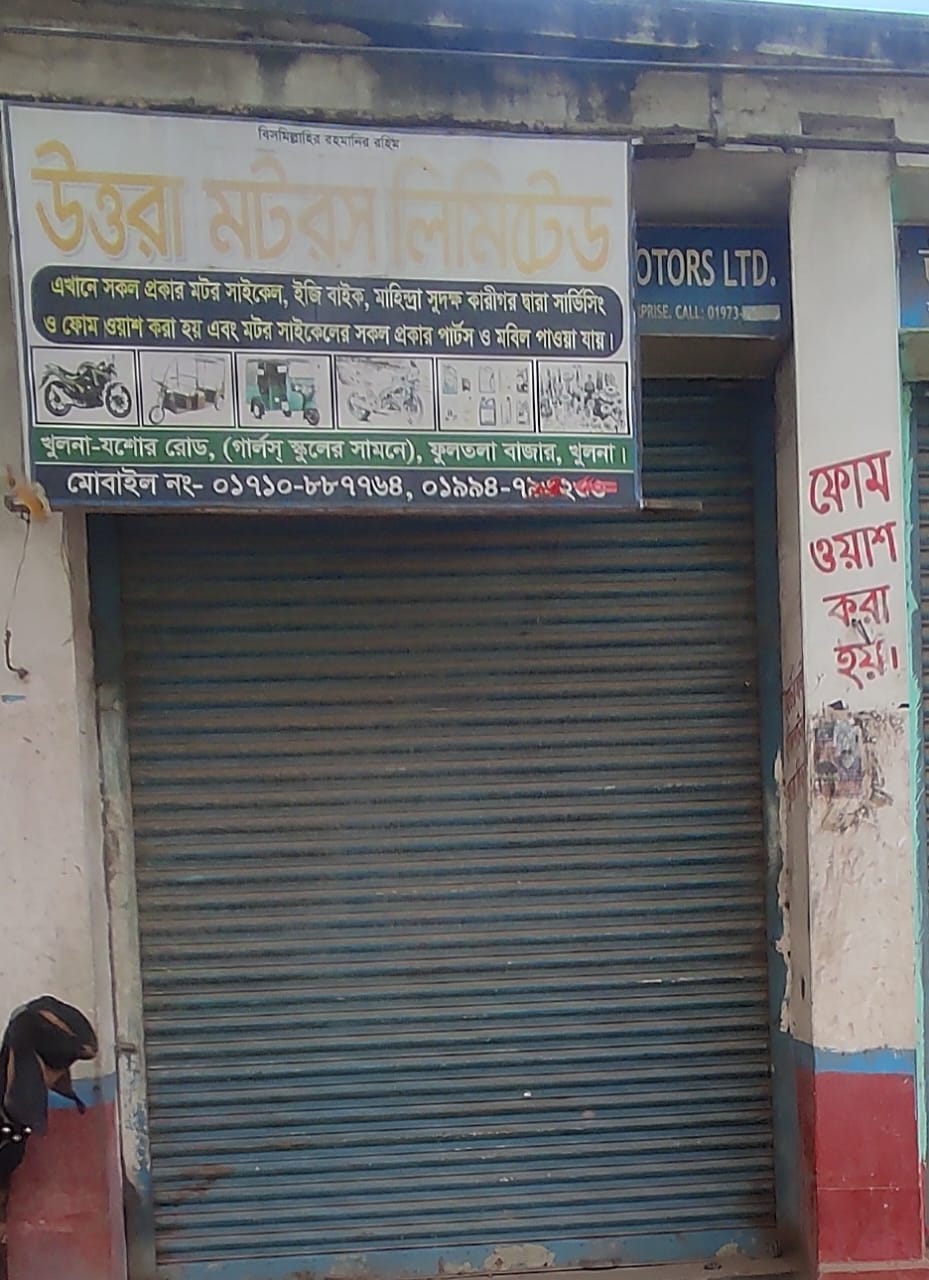 বিসমিল্লাহির রহমানির রহিম
উত্তরা মটরস লিমিটেড
এখানে সকল প্রকার মটর সাইকেল, ইজি বাইক, মাহিন্দ্রা সুদক্ষ কারীগর দ্বারা সার্ভিসিং
ও ফোম ওয়াশ করা হয় এবং মটর সাইকেলের সকল প্রকার পার্টস ও মবিল পাওয়া যায়।
খুলনা-যশোর রোড, (গার্লস্ স্কুলের সামনে), ফুলতলা বাজার, খুলনা।
মোবাইল নং- ০১৭১০-৮৮৭৭৬৪, ০১৯৯৪-
OTORS LTD.
PRISE. CALL: 01973-
ফোম
ওয়াশ
করা
হয়।